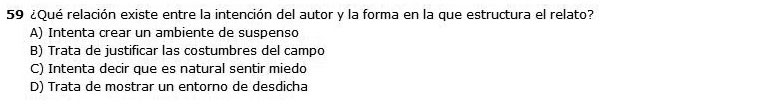 59 ¿Qué relación existe entre la intención del autor y la forma en la que estructura el relato?
A) Intenta crear un ambiente de suspenso
B) Trata de justificar las costumbres del campo
C) Intenta decir que es natural sentir miedo
D) Trata de mostrar un entorno de desdicha